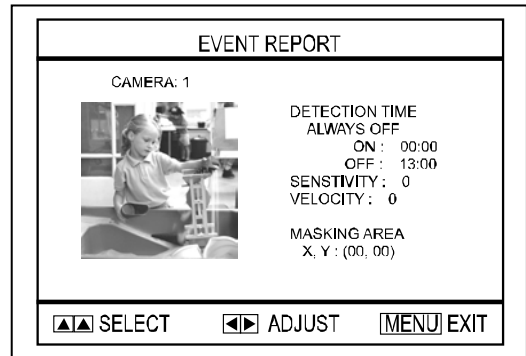 EVENT REPORT
CAMERA: 1
DETECTION TIME
ALWAYS OFF
ON : 00:00
OFF : 13:00
SENSTIVITY : 0
VELOCITY : 0
MASKING AREA
X, Y : (00, 00)
▲▲ SELECT ◀▶ ADJUST MENU EXIT